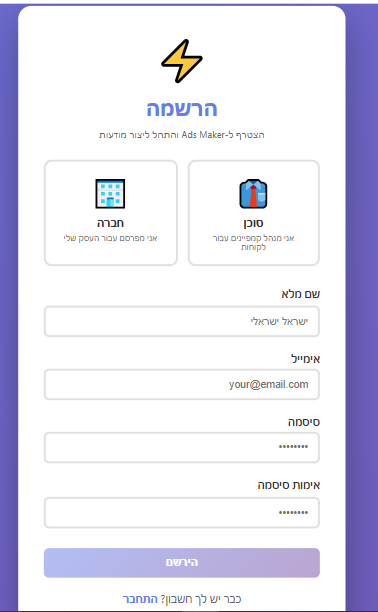 הרשמה
הצטרף ל-Ads Maker והתחל ליצור מודעות
סוכן
אני מנהל קמפיינים עבור
לקוחות
חברה
אני מפרסם עבור העסק שלי
שם מלא
ישראל ישראלי
אימייל
your@email.com
סיסמה
••••••••
אימות סיסמה
••••••••
הירשם
כבר יש לך חשבון? התחבר